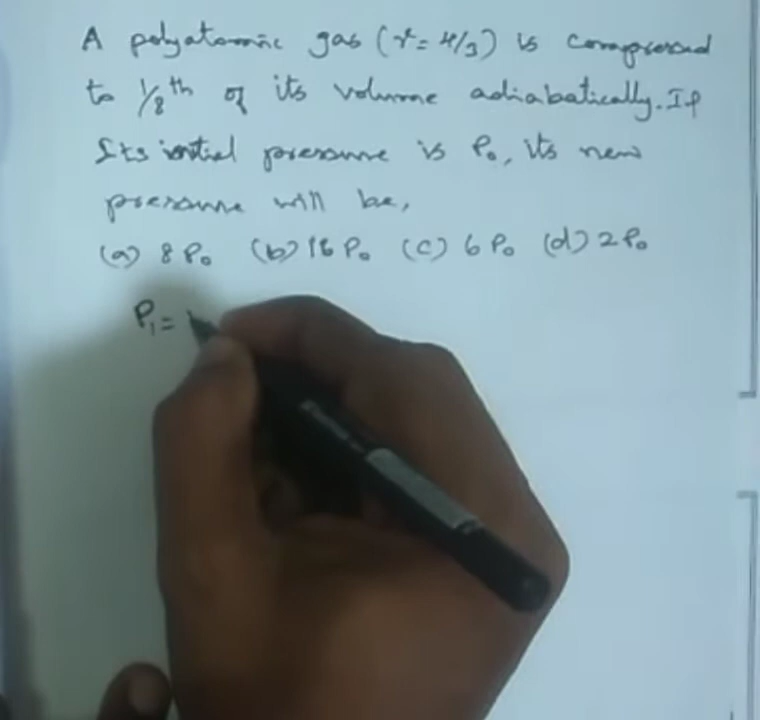 A polyatomic gas (γ = 4/3) is compressed
to 1/8th of its volume adiabatically. If
Its initial pressure is P₀, its new
pressure will be,
(a) 8 P₀ (b) 16 P₀ (c) 6 P₀ (d) 2 P₀
P₁ =